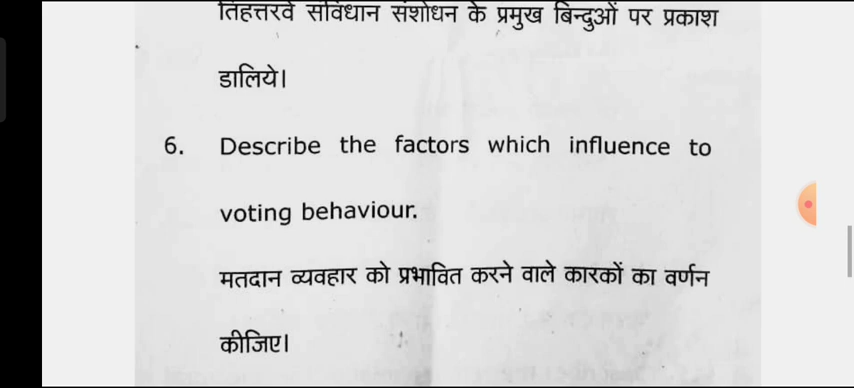 तिहत्तरवे संविधान संशोधन के प्रमुख बिन्दुओं पर प्रकाश
डालिये।
6. Describe the factors which influence to
voting behaviour.
मतदान व्यवहार को प्रभावित करने वाले कारकों का वर्णन
कीजिए।